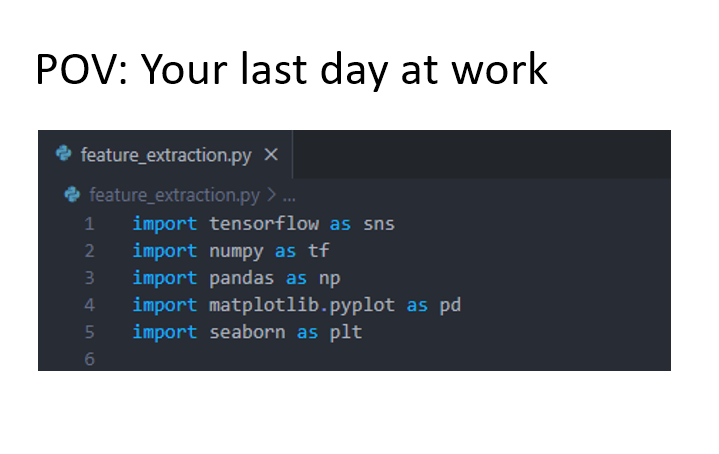 POV: Your last day at work
feature_extraction.py ×
feature_extraction.py > ...
1 import tensorflow as sns
2 import numpy as tf
3 import pandas as np
4 import matplotlib.pyplot as pd
5 import seaborn as plt
6